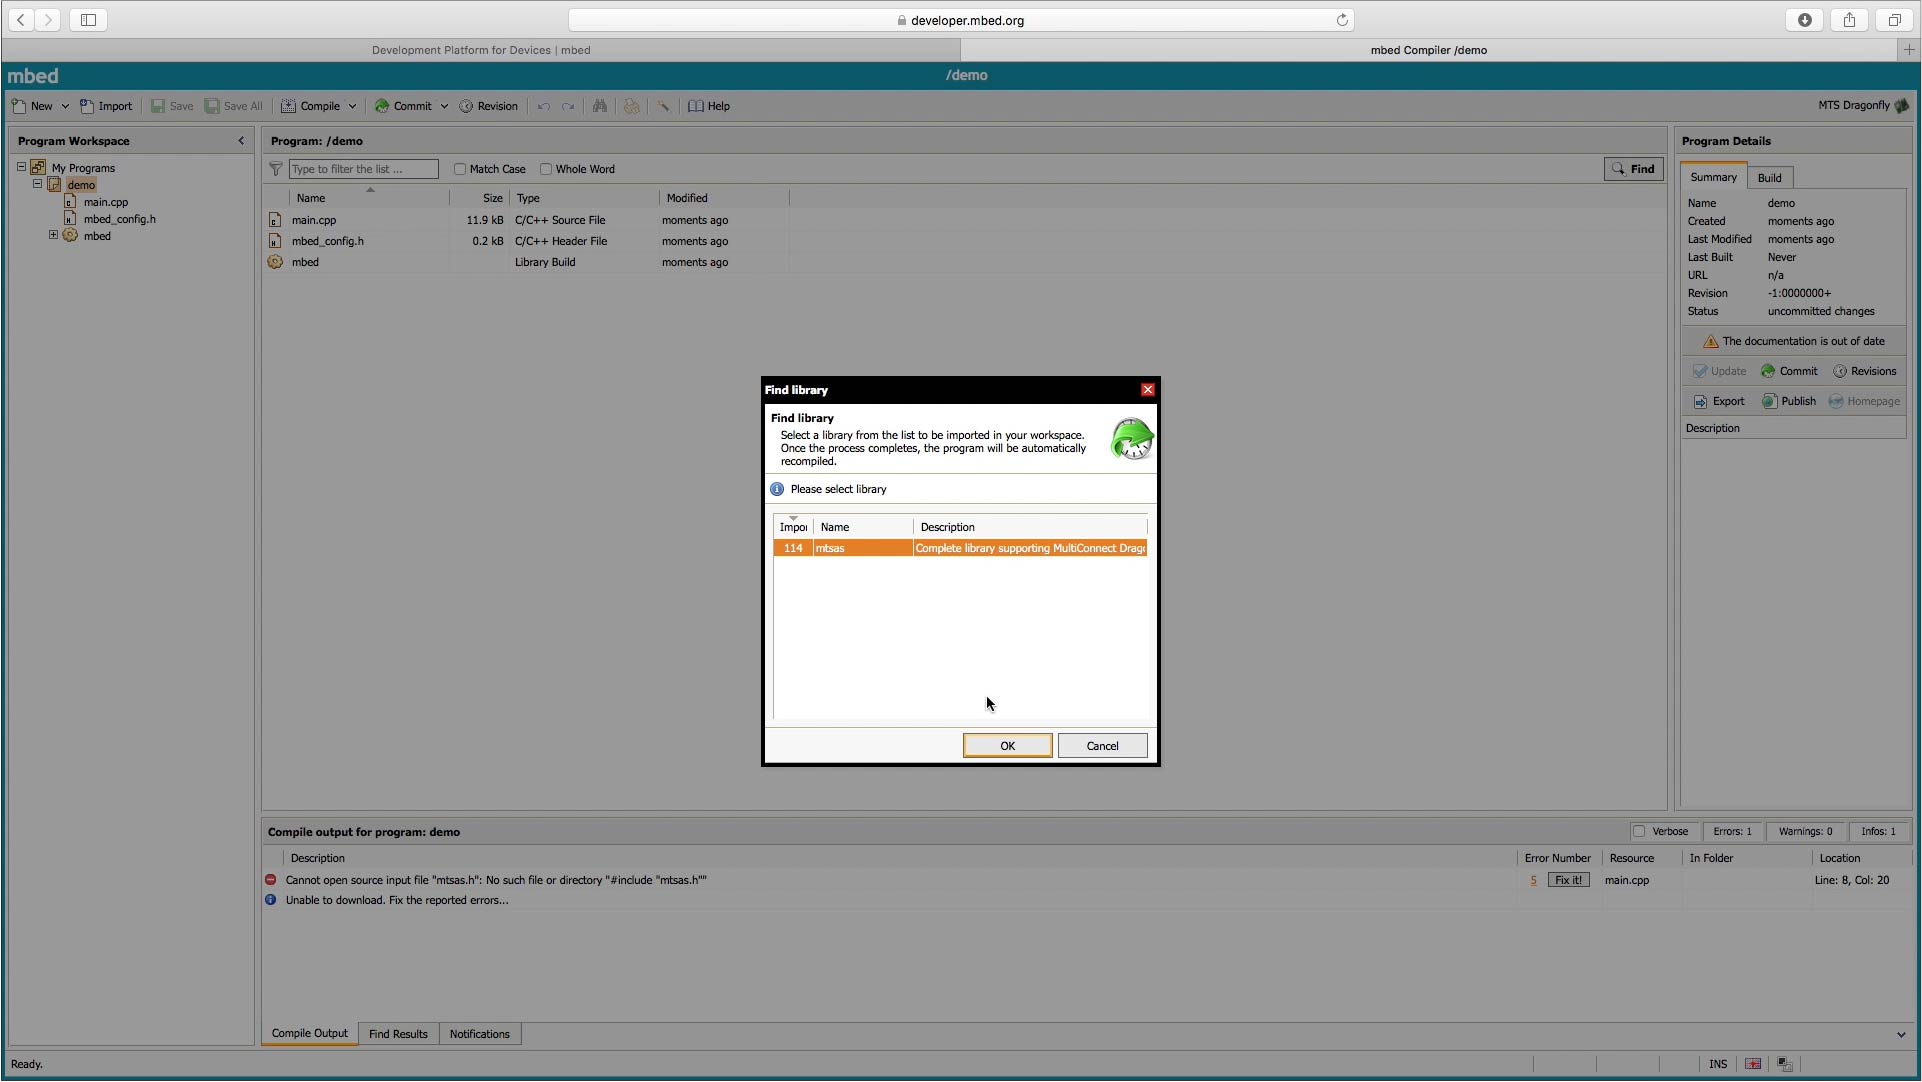 developer.mbed.org
Development Platform for Devices | mbed
mbed Compiler /demo
mbed
/demo
New
Import
Save
Save All
Compile
Commit
Revision
Help
MTS Dragonfly
Program Workspace
My Programs
demo
main.cpp
mbed_config.h
mbed
Program: /demo
Type to filter the list ...
Match Case
Whole Word
Find
Name Size Type Modified
main.cpp 11.9 kB C/C++ Source File moments ago
mbed_config.h 0.2 kB C/C++ Header File moments ago
mbed Library Build moments ago
Program Details
Summary Build
Name demo
Created moments ago
Last Modified moments ago
Last Built Never
URL n/a
Revision -1:0000000+
Status uncommitted changes
The documentation is out of date
Update Commit Revisions
Export Publish Homepage
Description
Find library
Find library
Select a library from the list to be imported in your workspace.
Once the process completes, the program will be automatically
recompiled.
Please select library
Impor Name Description
114 mtsas Complete library supporting MultiConnect Drag
OK Cancel
Compile output for program: demo
Verbose Errors: 1 Warnings: 0 Infos: 1
Description Error Number Resource In Folder Location
Cannot open source input file "mtsas.h": No such file or directory "#include "mtsas.h"" 5 Fix it! main.cpp Line: 8, Col: 20
Unable to download. Fix the reported errors...
Compile Output Find Results Notifications
Ready. INS